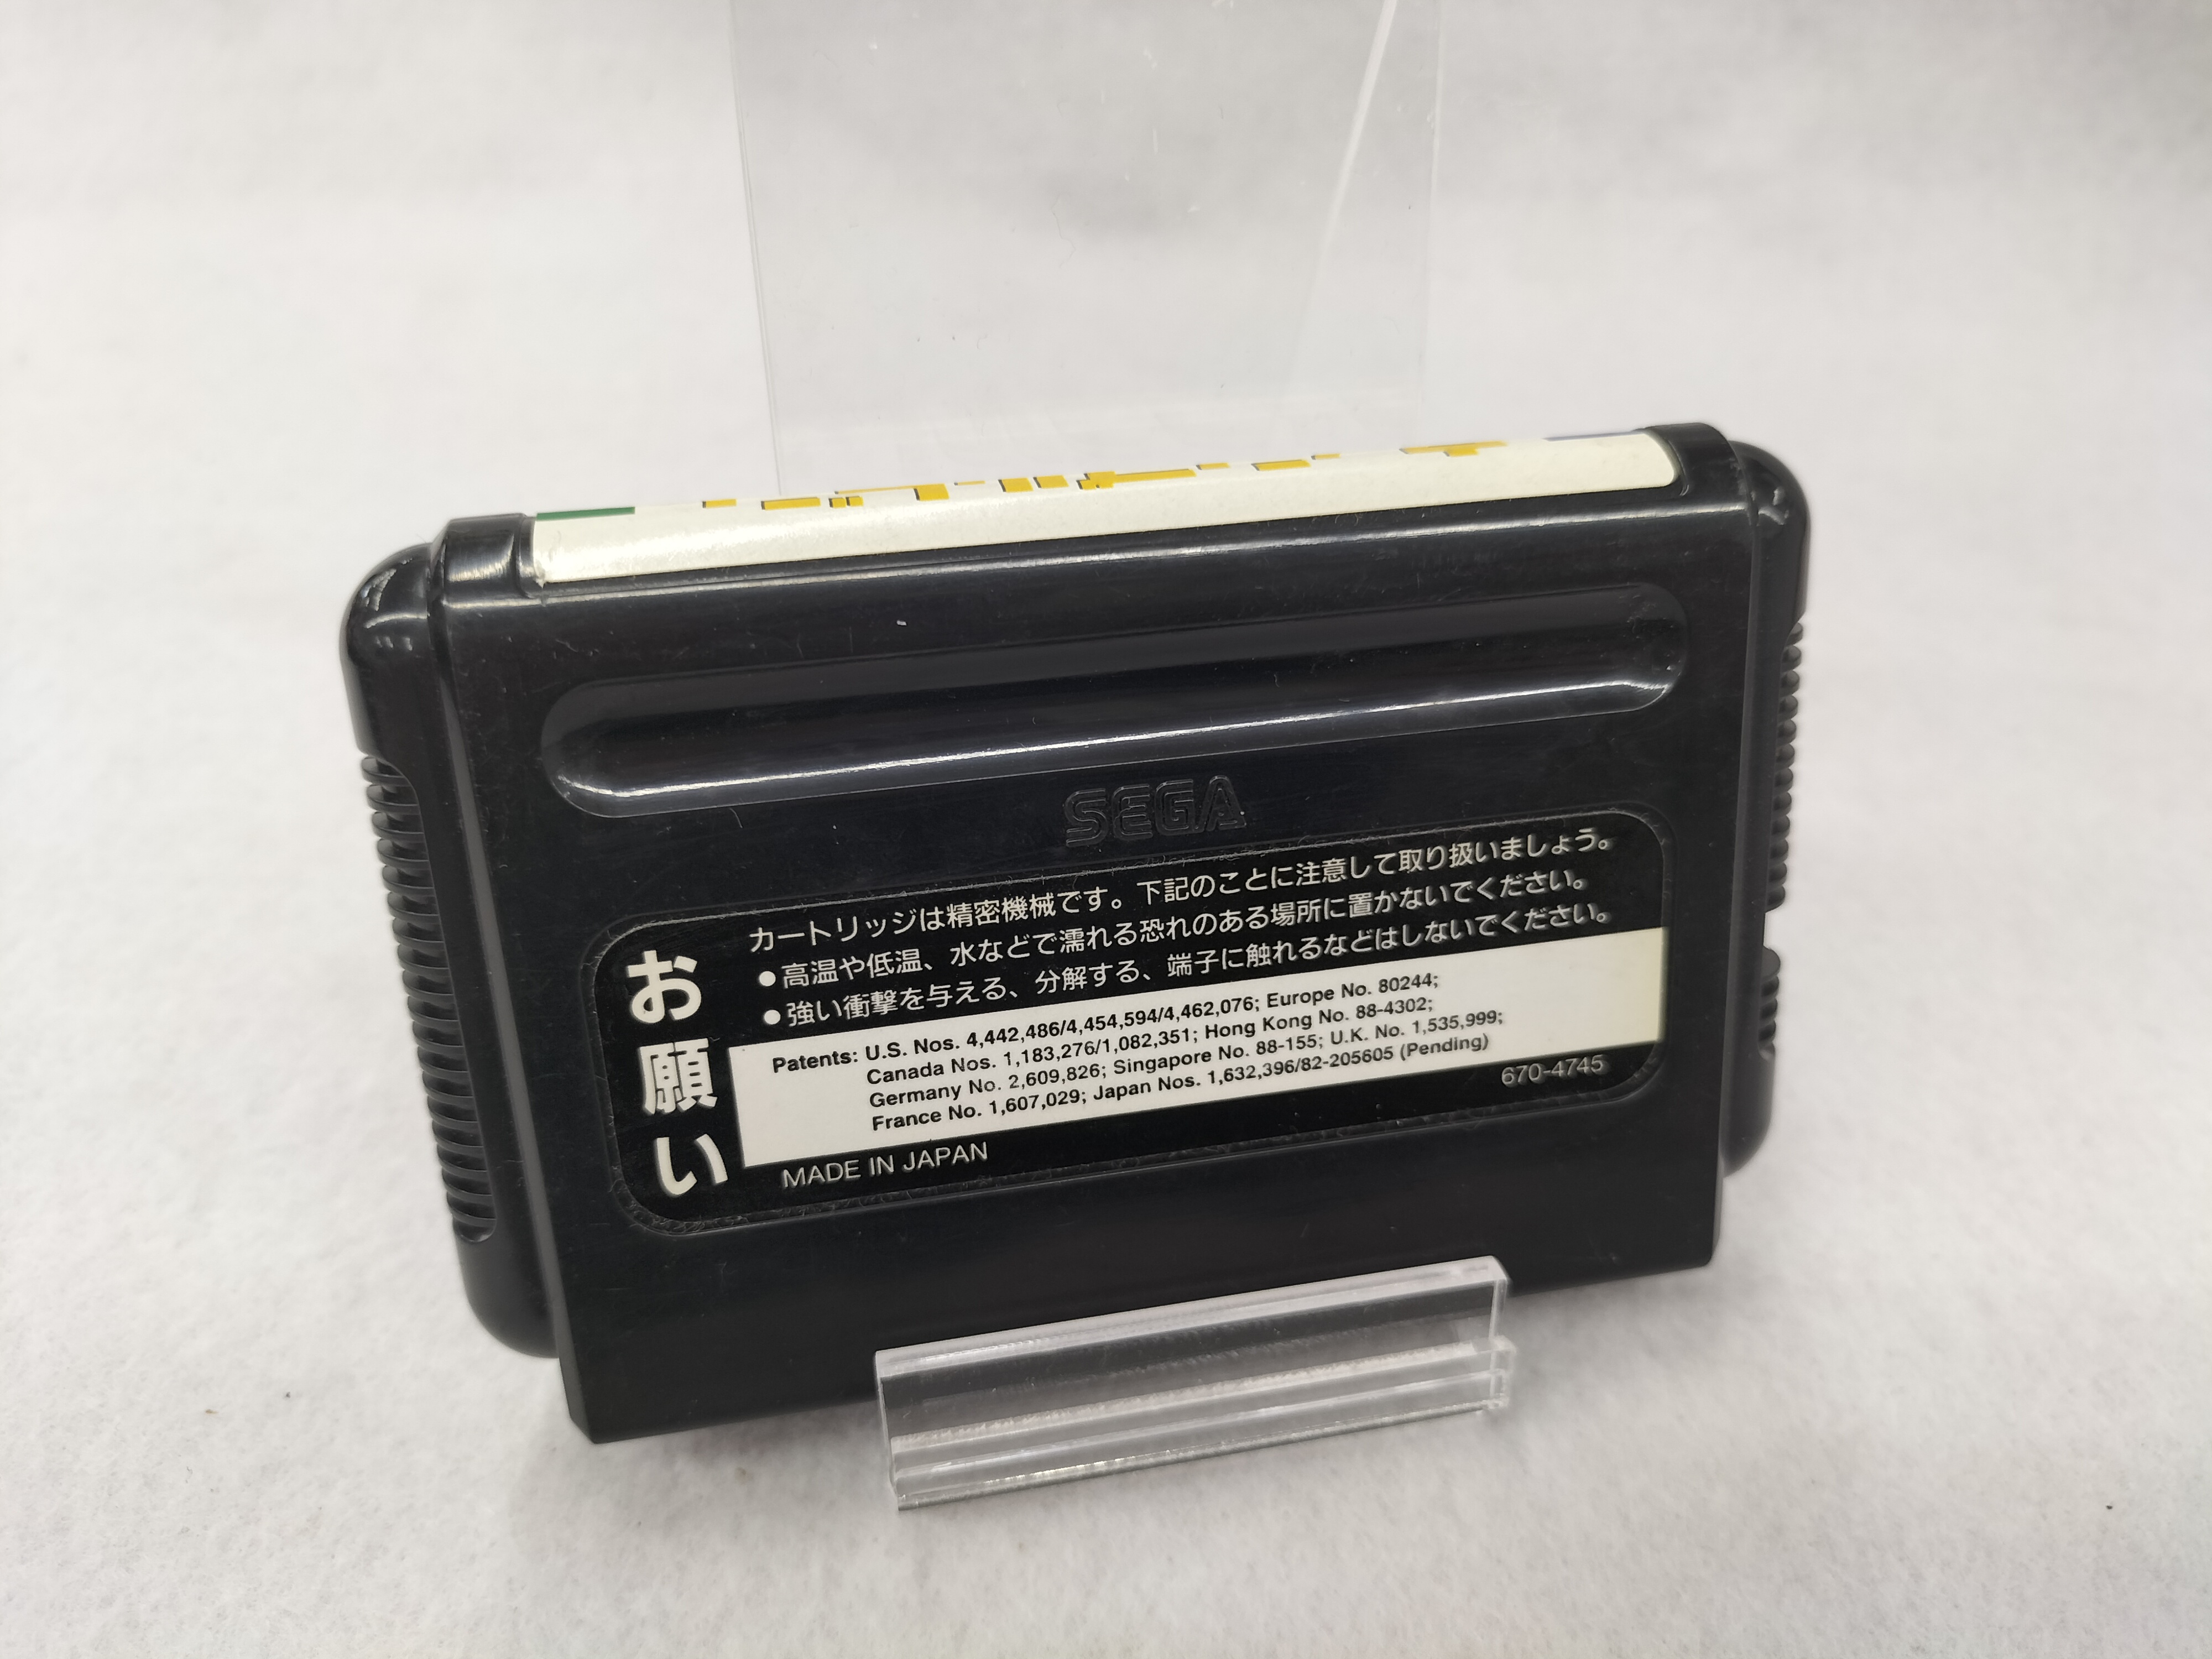 SEGA
お願い
カートリッジは精密機械です。下記のことに注意して取り扱いましょう。
●高温や低温、水などで濡れる恐れのある場所に置かないでください。
●強い衝撃を与える、分解する、端子に触れるなどはしないでください。
Patents: U.S. Nos. 4,442,486/4,454,594/4,462,076; Europe No. 80244;
Canada Nos. 1,183,276/1,082,351; Hong Kong No. 88-4302;
Germany No. 2,609,826; Singapore No. 88-155; U.K. No. 1,535,999;
France No. 1,607,029; Japan Nos. 1,632,396/82-205605 (Pending)
670-4745
MADE IN JAPAN